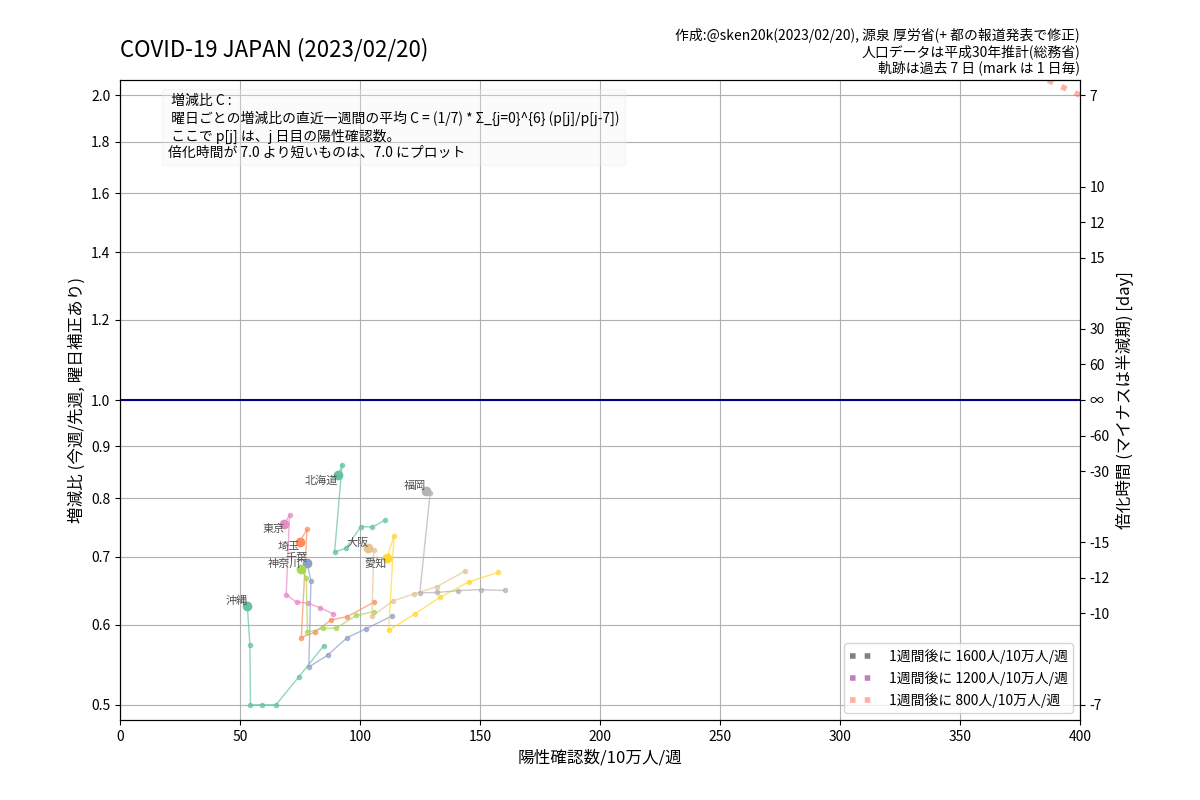 COVID-19 JAPAN (2023/02/20)
作成:@sken20k(2023/02/20), 源泉 厚労省(+ 都の報道発表で修正)
人口データは平成30年推計(総務省)
軌跡は過去 7 日 (mark は 1 日毎)
増減比 C :
曜日ごとの増減比の直近一週間の平均 C = (1/7) * Σ_{j=0}^{6} (p[j]/p[j-7])
ここで p[j] は、j 日目の陽性確認数。
倍化時間が 7.0 より短いものは、7.0 にプロット
増減比 (今週/先週, 曜日補正あり)
2.0
1.8
1.6
1.4
1.2
1.0
0.9
0.8
0.7
0.6
0.5
北海道
福岡
東京
埼玉
大阪
千葉
神奈川
愛知
沖縄
7
10
12
15
30
60
∞
-60
-30
-15
-12
-10
-7
倍化時間 (マイナスは半減期) [day]
1週間後に 1600人/10万人/週
1週間後に 1200人/10万人/週
1週間後に 800人/10万人/週
0 50 100 150 200 250 300 350 400
陽性確認数/10万人/週